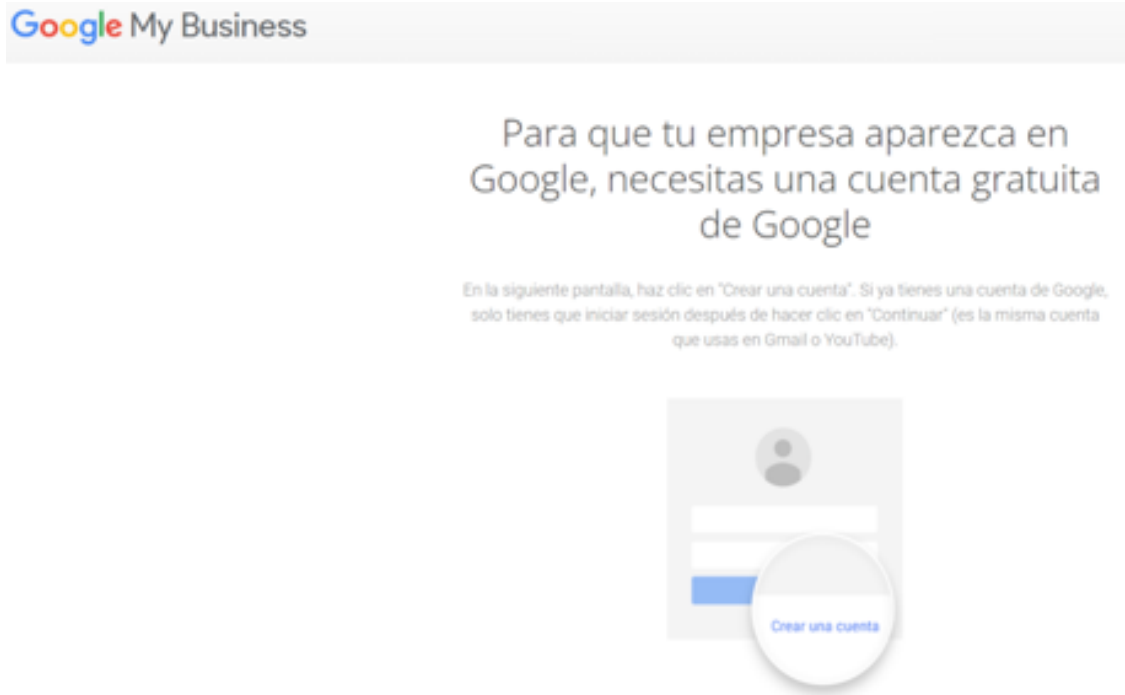 Google My Business
Para que tu empresa aparezca en
Google, necesitas una cuenta gratuita
de Google
En la siguiente pantalla, haz clic en "Crear una cuenta". Si ya tienes una cuenta de Google,
solo tienes que iniciar sesión después de hacer clic en "Continuar" (es la misma cuenta
que usas en Gmail o YouTube).
Crear una cuenta